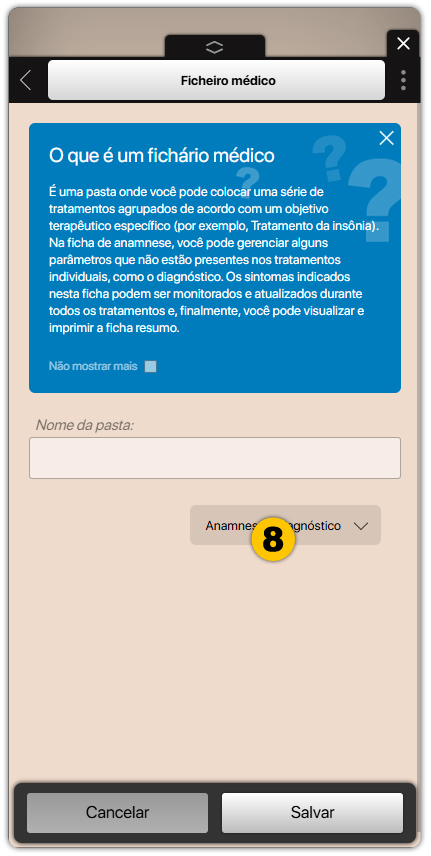 Ficheiro médico
O que é um fichário médico
É uma pasta onde você pode colocar uma série de
tratamentos agrupados de acordo com um objetivo
terapêutico específico (por exemplo, Tratamento da insônia).
Na ficha de anamnese, você pode gerenciar alguns
parâmetros que não estão presentes nos tratamentos
individuais, como o diagnóstico. Os sintomas indicados
nesta ficha podem ser monitorados e atualizados durante
todos os tratamentos e, finalmente, você pode visualizar e
imprimir a ficha resumo.
Não mostrar mais
Nome da pasta:
8
Cancelar
Salvar